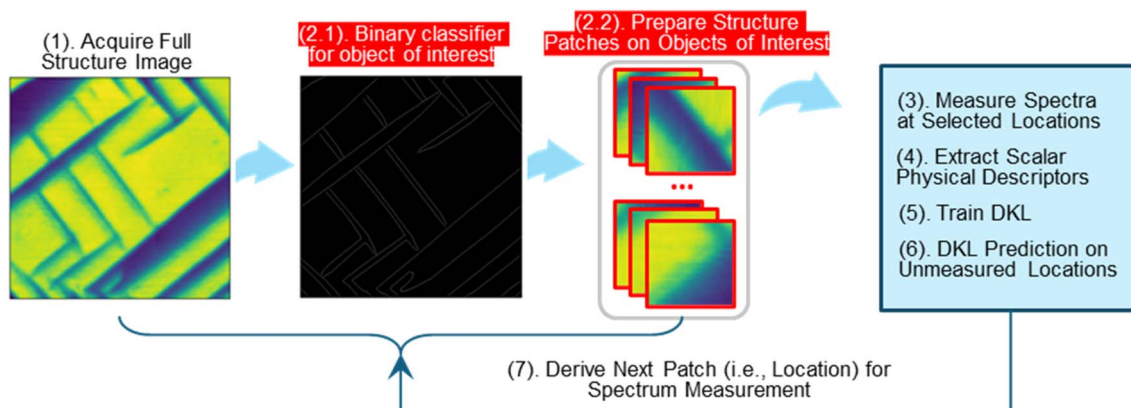 (1). Acquire Full
Structure Image
(2.1). Binary classifier
for object of interest
(2.2). Prepare Structure
Patches on Objects of Interest
...
(3). Measure Spectra
at Selected Locations
(4). Extract Scalar
Physical Descriptors
(5). Train DKL
(6). DKL Prediction on
Unmeasured Locations
(7). Derive Next Patch (i.e., Location) for
Spectrum Measurement